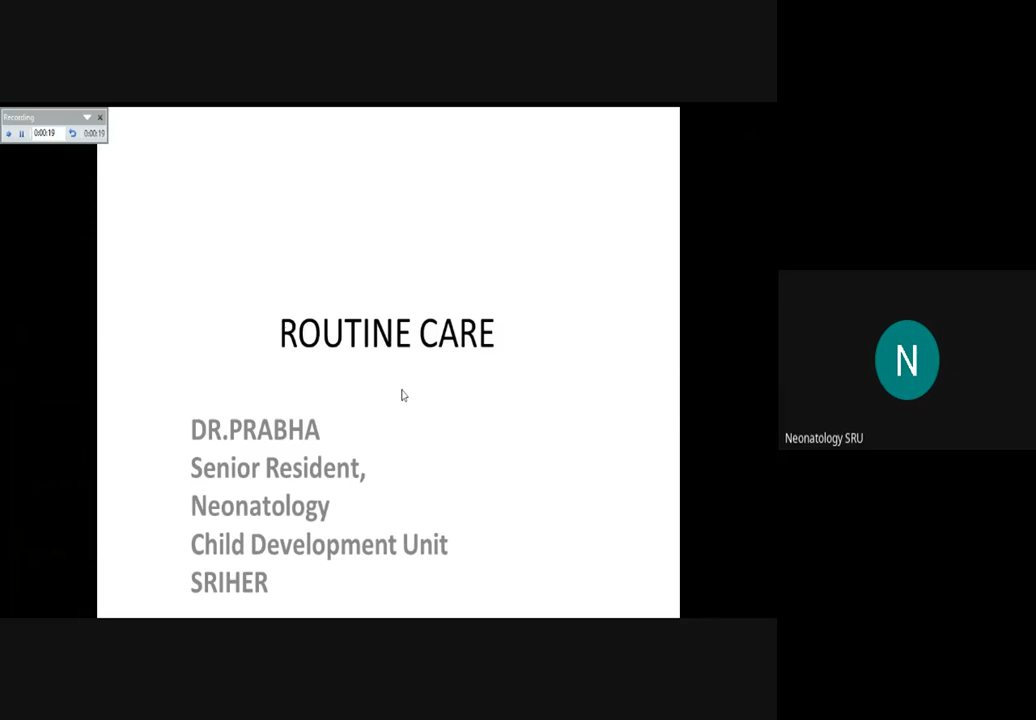 Recording
0:00:19
0:00:19
ROUTINE CARE
DR.PRABHA
Senior Resident,
Neonatology
Child Development Unit
SRIHER
N
Neonatology SRU